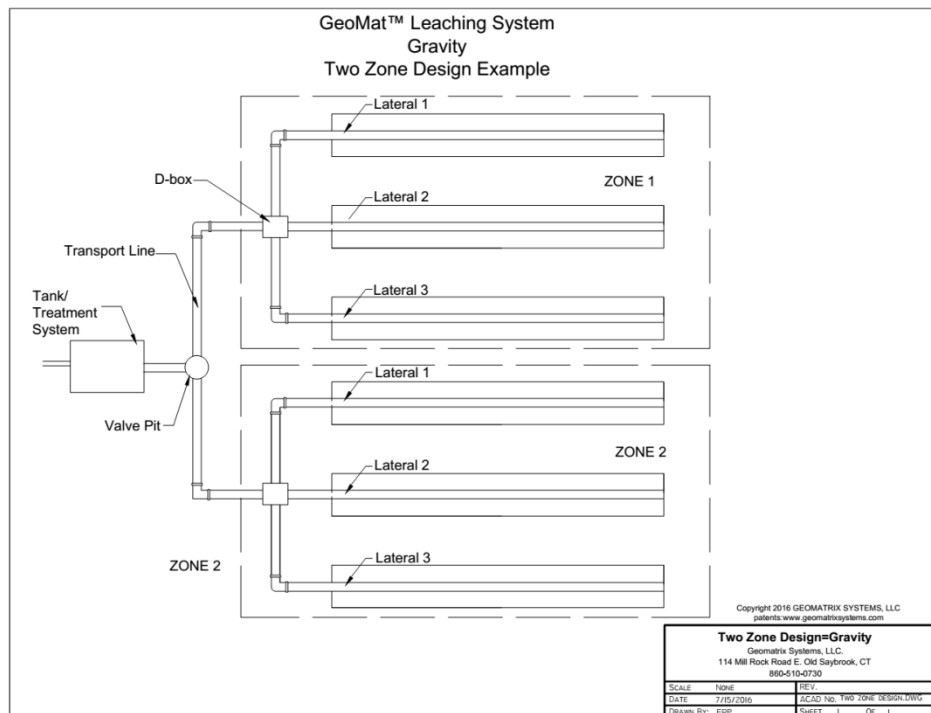 GeoMat™ Leaching System
Gravity
Two Zone Design Example
Lateral 1
D-box
ZONE 1
Lateral 2
Transport Line
Lateral 3
Tank/
Treatment
System
Lateral 1
Valve Pit
ZONE 2
Lateral 2
Lateral 3
ZONE 2
Copyright 2016 GEOMATRIX SYSTEMS, LLC
patents:www.geomatrixsystems.com
Two Zone Design=Gravity
Geomatrix Systems, LLC.
114 Mill Rock Road E. Old Saybrook, CT
860-510-0730
SCALE NONE REV.
DATE 7/15/2016 ACAD No. TWO ZONE DESIGN.DWG
DRAWN By: ERP SHEET 1 OF 1